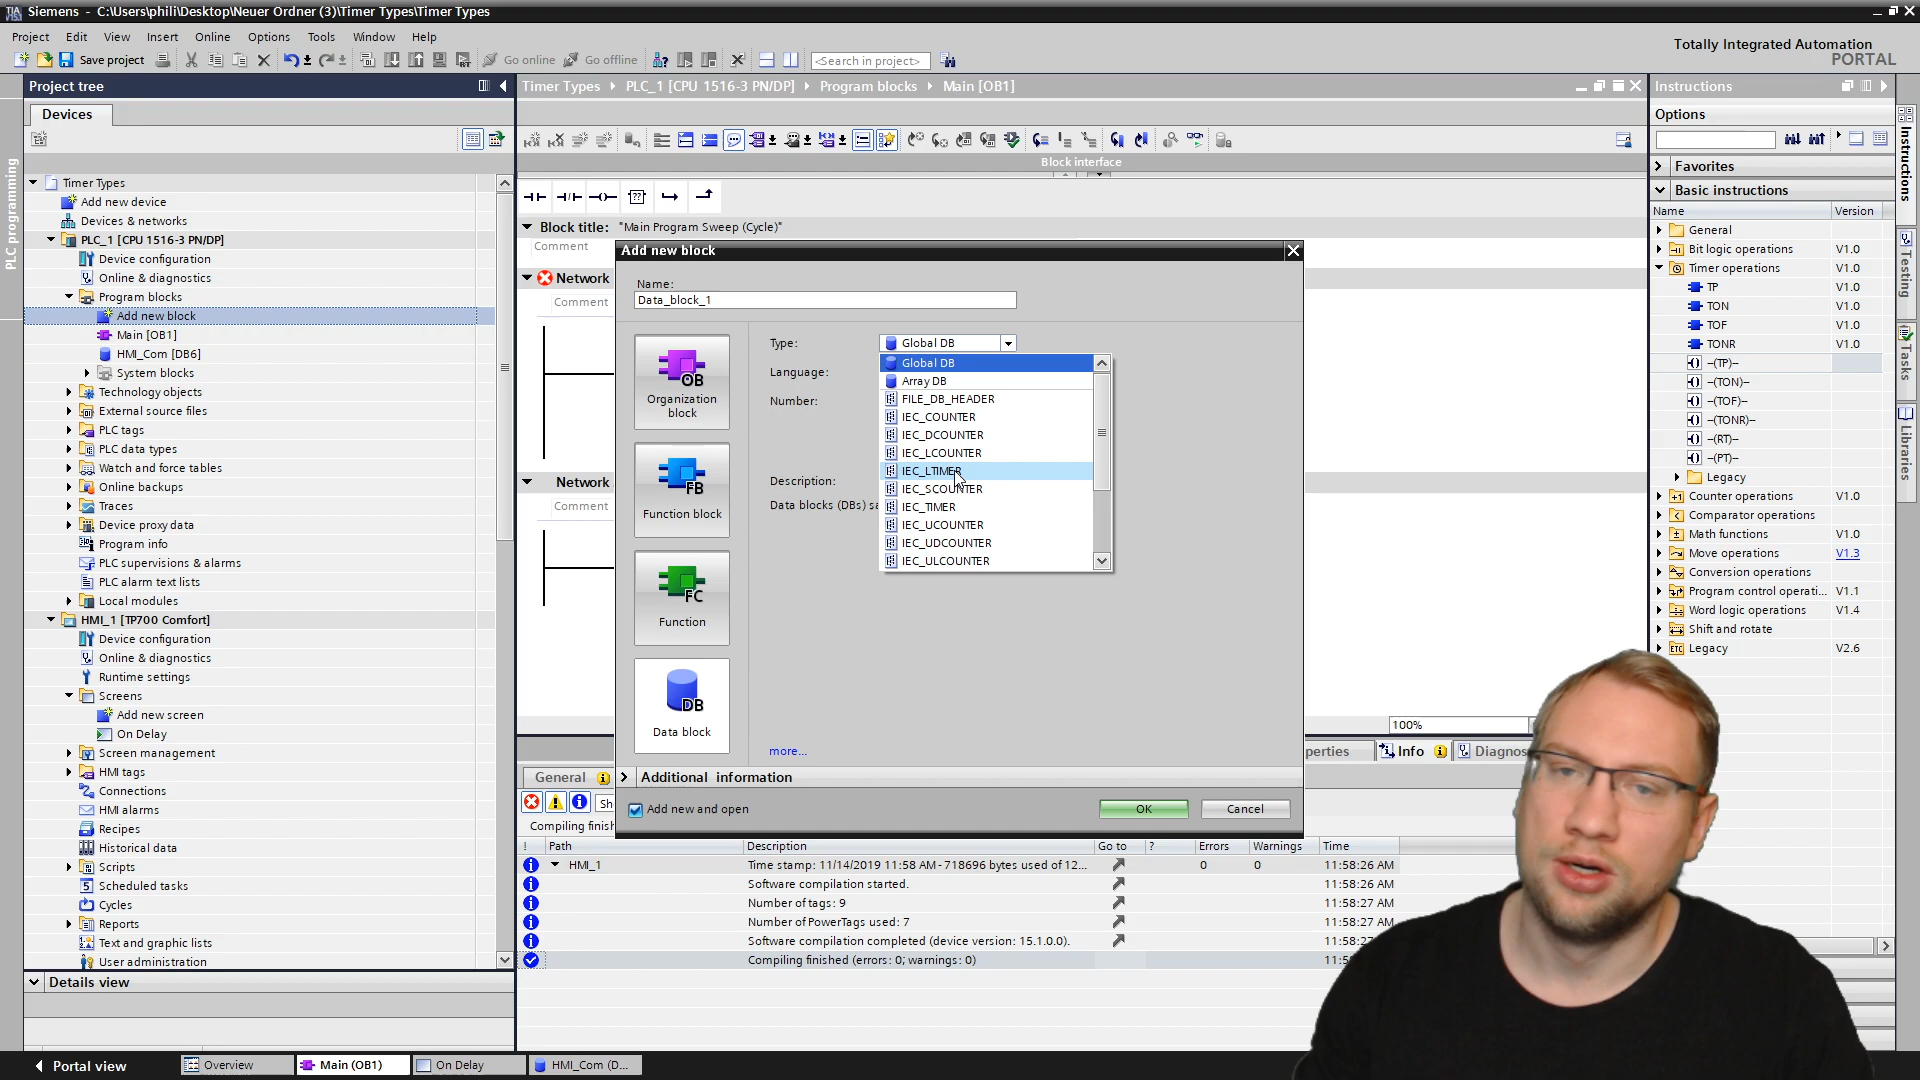 Siemens - C:\Users\phili\Desktop\Neuer Ordner (3)\Timer Types\Timer Types
Project Edit View Insert Online Options Tools Window Help
Totally Integrated Automation
PORTAL
Save project Go online Go offline <Search in project>
Project tree
Devices
PLC programming
Timer Types
Add new device
Devices & networks
PLC_1 [CPU 1516-3 PN/DP]
Device configuration
Online & diagnostics
Program blocks
Add new block
Main [OB1]
HMI_Com [DB6]
System blocks
Technology objects
External source files
PLC tags
PLC data types
Watch and force tables
Online backups
Traces
Device proxy data
Program info
PLC supervisions & alarms
PLC alarm text lists
Local modules
HMI_1 [TP700 Comfort]
Device configuration
Online & diagnostics
Runtime settings
Screens
Add new screen
On Delay
Screen management
HMI tags
Connections
HMI alarms
Recipes
Historical data
Scripts
Scheduled tasks
Cycles
Reports
Text and graphic lists
User administration
Details view
Timer Types PLC_1 [CPU 1516-3 PN/DP] Program blocks Main [OB1]
Block interface
Block title: "Main Program Sweep (Cycle)"
Comment
Network
Comment
Network
Comment
Add new block
Name:
Data_block_1
OB
Organization
block
FB
Function block
FC
Function
DB
Data block
Type: Global DB
Language:
Number:
Description:
Data blocks (DBs) sa
Global DB
Array DB
FILE_DB_HEADER
IEC_COUNTER
IEC_DCOUNTER
IEC_LCOUNTER
IEC_LTIMER
IEC_SCOUNTER
IEC_TIMER
IEC_UCOUNTER
IEC_UDCOUNTER
IEC_ULCOUNTER
more...
Additional information
Add new and open
OK Cancel
100%
perties Info Diagnos
General
Sh
Compiling finish
! Path Description Go to ? Errors Warnings Time
HMI_1 Time stamp: 11/14/2019 11:58 AM - 718696 bytes used of 12... 0 0 11:58:26 AM
Software compilation started. 11:58:26 AM
Number of tags: 9 11:58:27 AM
Number of PowerTags used: 7 11:58:27 AM
Software compilation completed (device version: 15.1.0.0). 11:58:27
Compiling finished (errors: 0; warnings: 0) 11:5
Instructions
Options
Favorites
Basic instructions
Name Version
General
Bit logic operations V1.0
Timer operations V1.0
TP V1.0
TON V1.0
TOF V1.0
TONR V1.0
-(TP)-
-(TON)-
-(TOF)-
-(TONR)-
-(RT)-
-(PT)-
Legacy
Counter operations V1.0
Comparator operations
Math functions V1.0
Move operations V1.3
Conversion operations
Program control operati... V1.1
Word logic operations V1.4
Shift and rotate
Legacy V2.6
Instructions
Testing
Tasks
Libraries
Portal view Overview Main (OB1) On Delay HMI_Com (D...